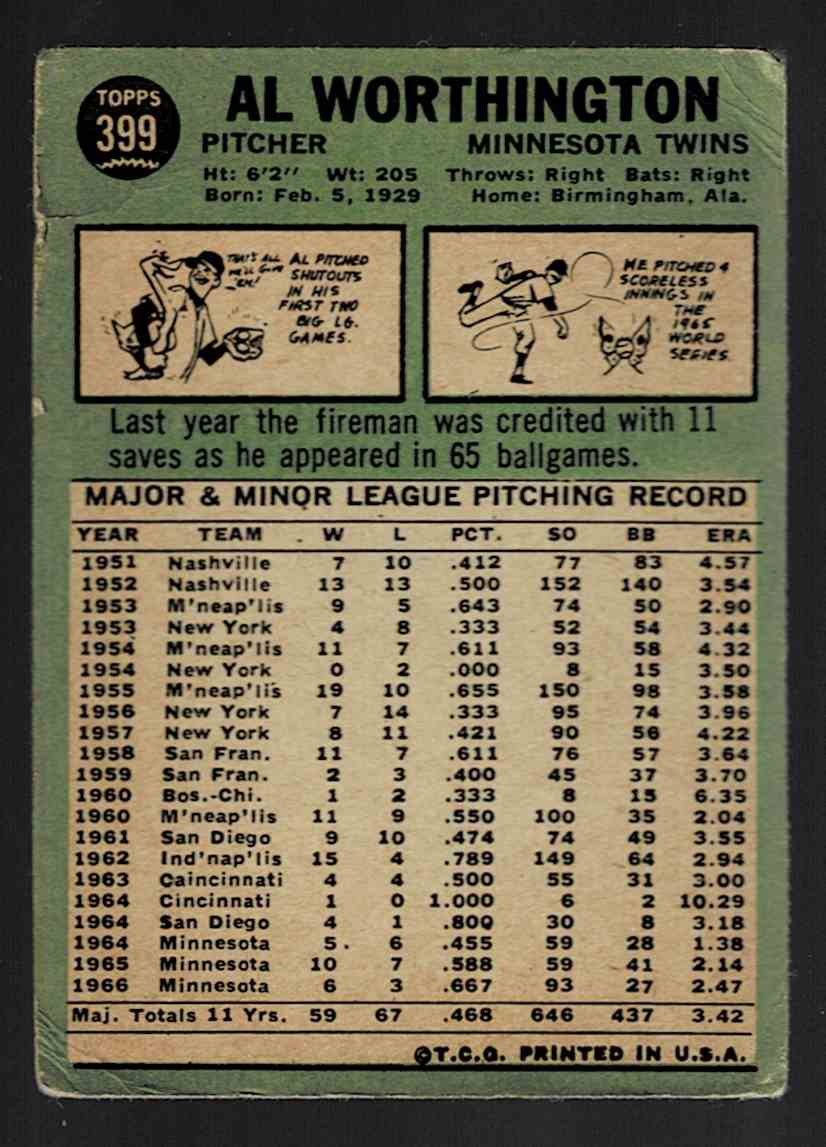 TOPPS
399
AL WORTHINGTON
PITCHER MINNESOTA TWINS
Ht: 6'2" Wt: 205 Throws: Right Bats: Right
Born: Feb. 5, 1929 Home: Birmingham, Ala.
THAT'S ALL
WE'LL GIVE
'EM!
AL PITCHED
SHUTOUTS
IN HIS
FIRST TWO
BIG LG.
GAMES.
HE PITCHED 4
SCORELESS
INNINGS IN
THE
1965
WORLD
SERIES
Last year the fireman was credited with 11
saves as he appeared in 65 ballgames.
MAJOR & MINOR LEAGUE PITCHING RECORD
YEAR TEAM W L PCT. SO BB ERA
1951 Nashville 7 10 .412 77 83 4.57
1952 Nashville 13 13 .500 152 140 3.54
1953 M'neap'lis 9 5 .643 74 50 2.90
1953 New York 4 8 .333 52 54 3.44
1954 M'neap'lis 11 7 .611 93 58 4.32
1954 New York 0 2 .000 8 15 3.50
1955 M'neap'lis 19 10 .655 150 98 3.58
1956 New York 7 14 .333 95 74 3.96
1957 New York 8 11 .421 90 56 4.22
1958 San Fran. 11 7 .611 76 57 3.64
1959 San Fran. 2 3 .400 45 37 3.70
1960 Bos.-Chi. 1 2 .333 8 15 6.35
1960 M'neap'lis 11 9 .550 100 35 2.04
1961 San Diego 9 10 .474 74 49 3.55
1962 Ind'nap'lis 15 4 .789 149 64 2.94
1963 Caincinnati 4 4 .500 55 31 3.00
1964 Cincinnati 1 0 1.000 6 2 10.29
1964 San Diego 4 1 .800 30 8 3.18
1964 Minnesota 5 6 .455 59 28 1.38
1965 Minnesota 10 7 .588 59 41 2.14
1966 Minnesota 6 3 .667 93 27 2.47
Maj. Totals 11 Yrs. 59 67 .468 646 437 3.42
©T.C.G. PRINTED IN U.S.A.